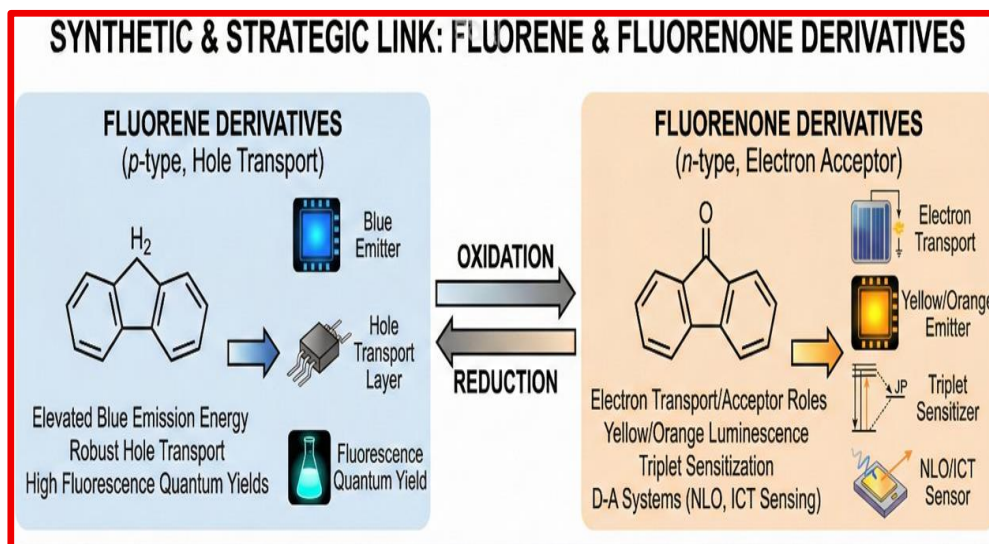 SYNTHETIC & STRATEGIC LINK: FLUORENE & FLUORENONE DERIVATIVES
FLUORENE DERIVATIVES
(p-type, Hole Transport)
H2
Blue
Emitter
Hole
Transport
Layer
Elevated Blue Emission Energy
Robust Hole Transport
High Fluorescence Quantum Yields
Fluorescence
Quantum Yield
OXIDATION
REDUCTION
FLUORENONE DERIVATIVES
(n-type, Electron Acceptor)
O
Electron
Transport
Yellow/Orange
Emitter
JP
Triplet
Sensitizer
Electron Transport/Acceptor Roles
Yellow/Orange Luminescence
Triplet Sensitization
D-A Systems (NLO, ICT Sensing)
NLO/ICT
Sensor